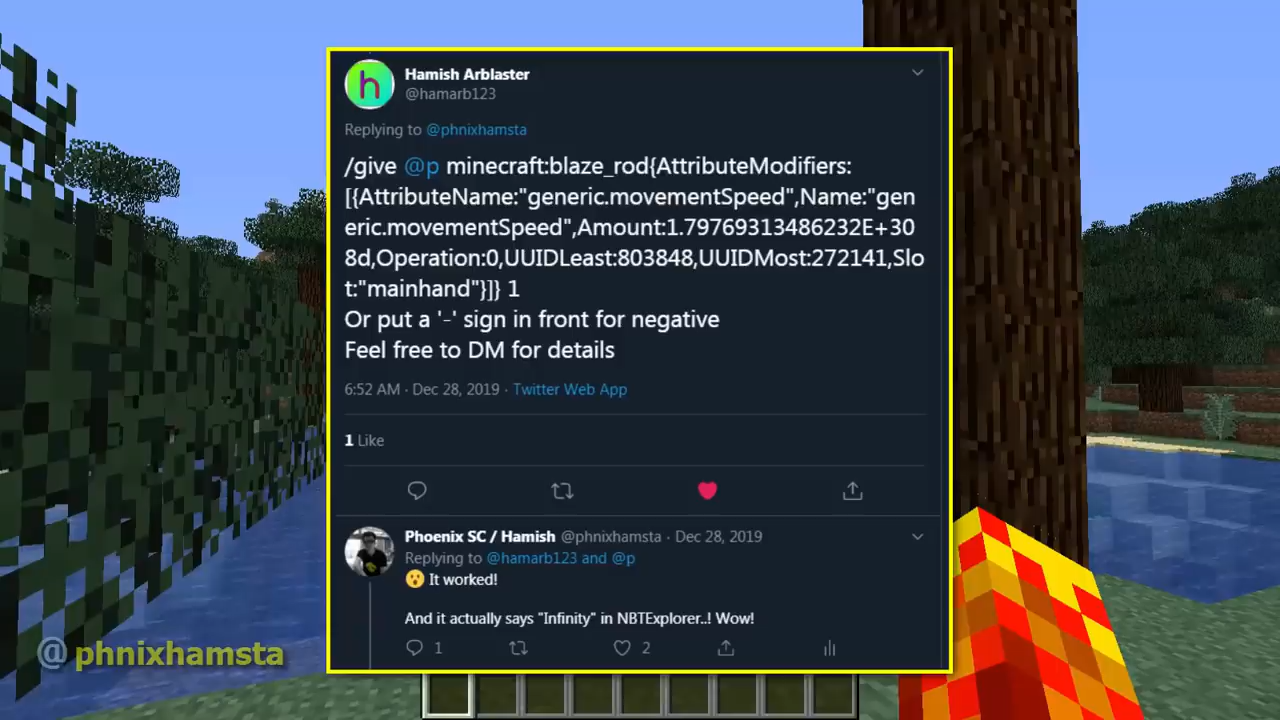 Hamish Arblaster
@hamarb123
Replying to @phnixhamsta
/give @p minecraft:blaze_rod{AttributeModifiers:
[{AttributeName:"generic.movementSpeed",Name:"gen
eric.movementSpeed",Amount:1.79769313486232E+30
8d,Operation:0,UUIDLeast:803848,UUIDMost:272141,Slo
t:"mainhand"}]} 1
Or put a '-' sign in front for negative
Feel free to DM for details
6:52 AM · Dec 28, 2019 · Twitter Web App
1 Like
Phoenix SC / Hamish @phnixhamsta · Dec 28, 2019
Replying to @hamarb123 and @p
😮 It worked!
And it actually says "Infinity" in NBTExplorer..! Wow!
1 2
@phnixhamsta